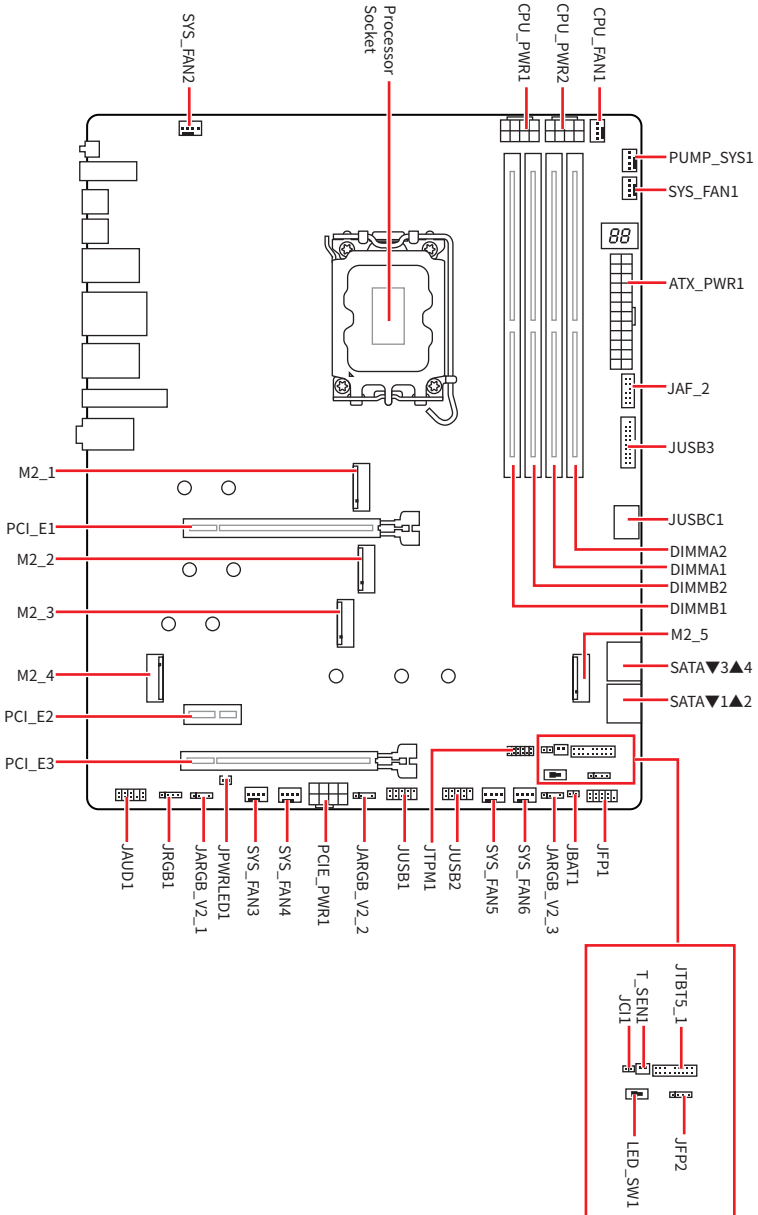 SYS_FAN2
Processor
Socket
CPU_PWR1
CPU_PWR2
CPU_FAN1
PUMP_SYS1
SYS_FAN1
88
ATX_PWR1
JAF_2
JUSB3
M2_1
PCI_E1
JUSBC1
M2_2
DIMMA2
DIMMA1
DIMMB2
DIMMB1
M2_3
M2_5
M2_4
SATA▼3▲4
SATA▼1▲2
PCI_E2
PCI_E3
JAUD1
JRGB1
JARGB_V2_1
JPWRLED1
SYS_FAN3
SYS_FAN4
PCIE_PWR1
JARGB_V2_2
JUSB1
JTPM1
JUSB2
SYS_FAN5
SYS_FAN6
JARGB_V2_3
JBAT1
JFP1
JCI1
T_SEN1
JTBT5_1
LED_SW1
JFP2